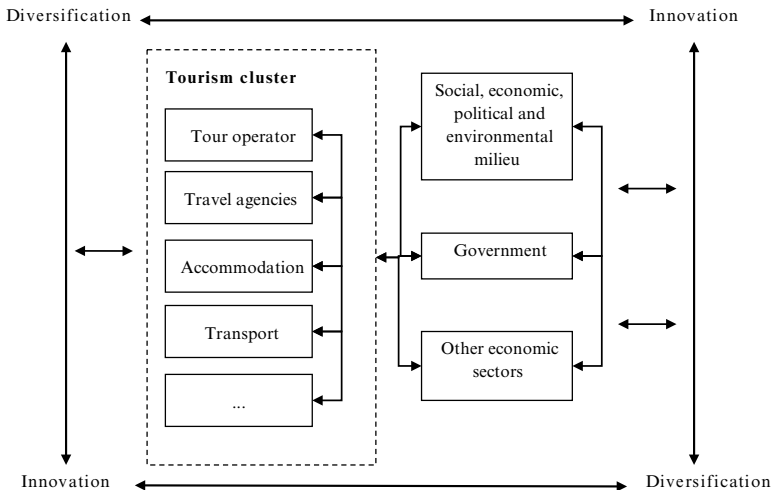 Diversification
Innovation
Tourism cluster
Tour operator
Travel agencies
Accommodation
Transport
...
Social, economic,
political and
environmental
milieu
Government
Other economic
sectors
Innovation
Diversification